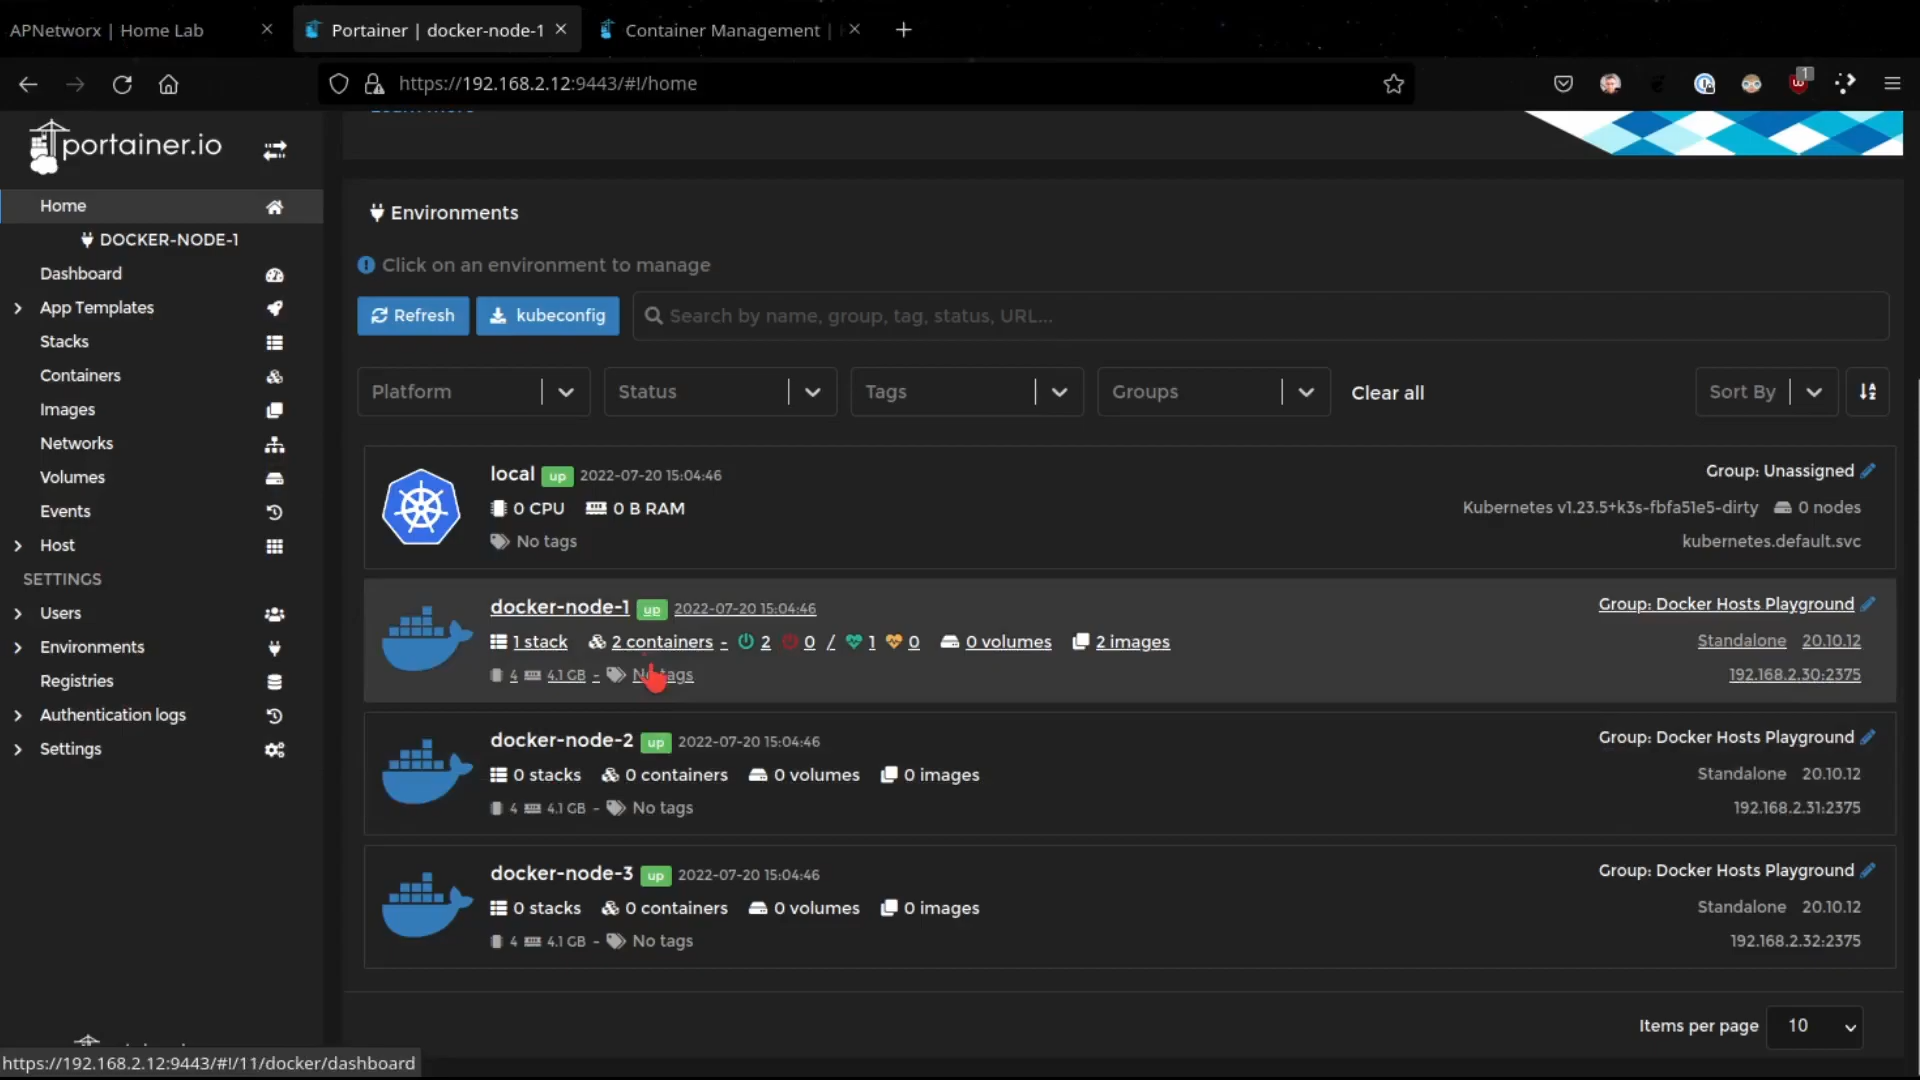 APNetworx | Home Lab
Portainer | docker-node-1
Container Management |
https://192.168.2.12:9443/#!/home
1
portainer.io
Home
DOCKER-NODE-1
Dashboard
App Templates
Stacks
Containers
Images
Networks
Volumes
Events
Host
SETTINGS
Users
Environments
Registries
Authentication logs
Settings
Environments
Click on an environment to manage
Refresh
kubeconfig
Search by name, group, tag, status, URL...
Platform
Status
Tags
Groups
Clear all
Sort By
local up 2022-07-20 15:04:46
Group: Unassigned
0 CPU 0 B RAM
Kubernetes v1.23.5+k3s-fbfa51e5-dirty 0 nodes
No tags
kubernetes.default.svc
docker-node-1 up 2022-07-20 15:04:46
Group: Docker Hosts Playground
1 stack 2 containers - 2 0 / 1 0 0 volumes 2 images
Standalone 20.10.12
4 4.1 GB - No tags
192.168.2.30:2375
docker-node-2 up 2022-07-20 15:04:46
Group: Docker Hosts Playground
0 stacks 0 containers 0 volumes 0 images
Standalone 20.10.12
4 4.1 GB - No tags
192.168.2.31:2375
docker-node-3 up 2022-07-20 15:04:46
Group: Docker Hosts Playground
0 stacks 0 containers 0 volumes 0 images
Standalone 20.10.12
4 4.1 GB - No tags
192.168.2.32:2375
Items per page 10
https://192.168.2.12:9443/#!/11/docker/dashboard